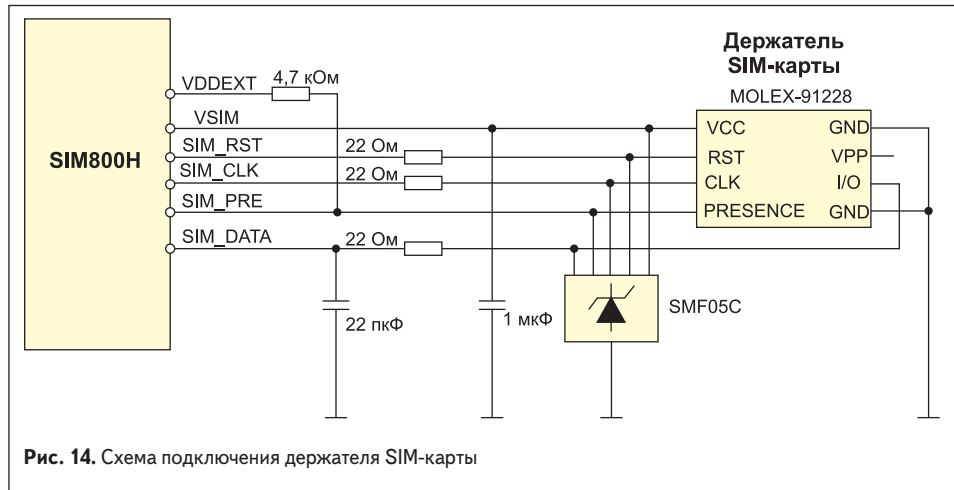 Держатель
SIM-карты
MOLEX-91228
VDDEXT 4,7 кОм
VSIM
SIM_RST 22 Ом
SIM_CLK 22 Ом
SIM_PRE
SIM_DATA 22 Ом
SIM800H
VCC GND
RST VPP
CLK I/O
PRESENCE GND
SMF05C
22 пкФ
1 мкФ
Рис. 14. Схема подключения держателя SIM-карты